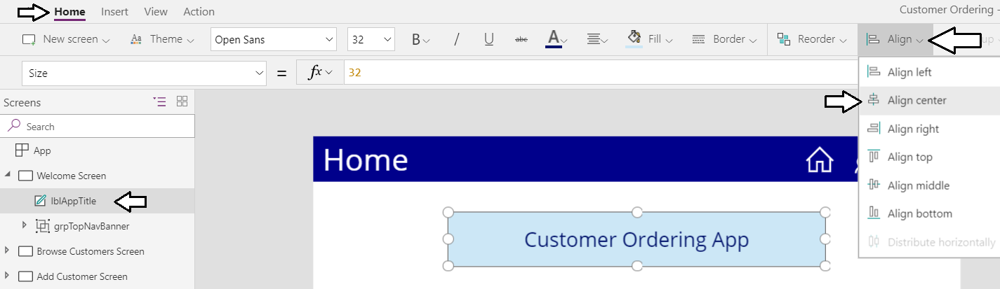 Home Insert View Action Customer Ordering -
New screen Theme Open Sans 32 B / U abc A Fill Border Reorder Align
Size = fx 32
Align left
Screens
Align center
Search
Align right
App
Home
Align top
Welcome Screen
Align middle
lblAppTitle
Align bottom
grpTopNavBanner
Customer Ordering App
Distribute horizontally
Browse Customers Screen
Add Customer Screen